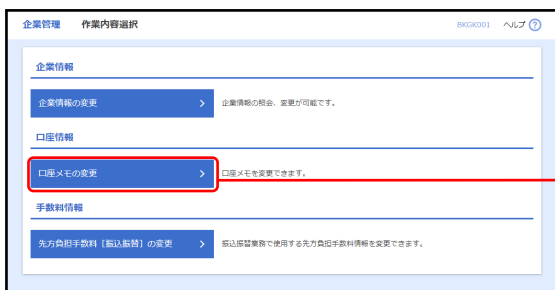 企業管理 作業内容選択 BKGK001 ヘルプ ?
企業情報
企業情報の変更 企業情報の照会、変更が可能です。
口座情報
口座メモの変更 口座メモを変更できます。
手数料情報
先方負担手数料［振込振替］の変更 振込振替業務で使用する先方負担手数料情報を変更できます。